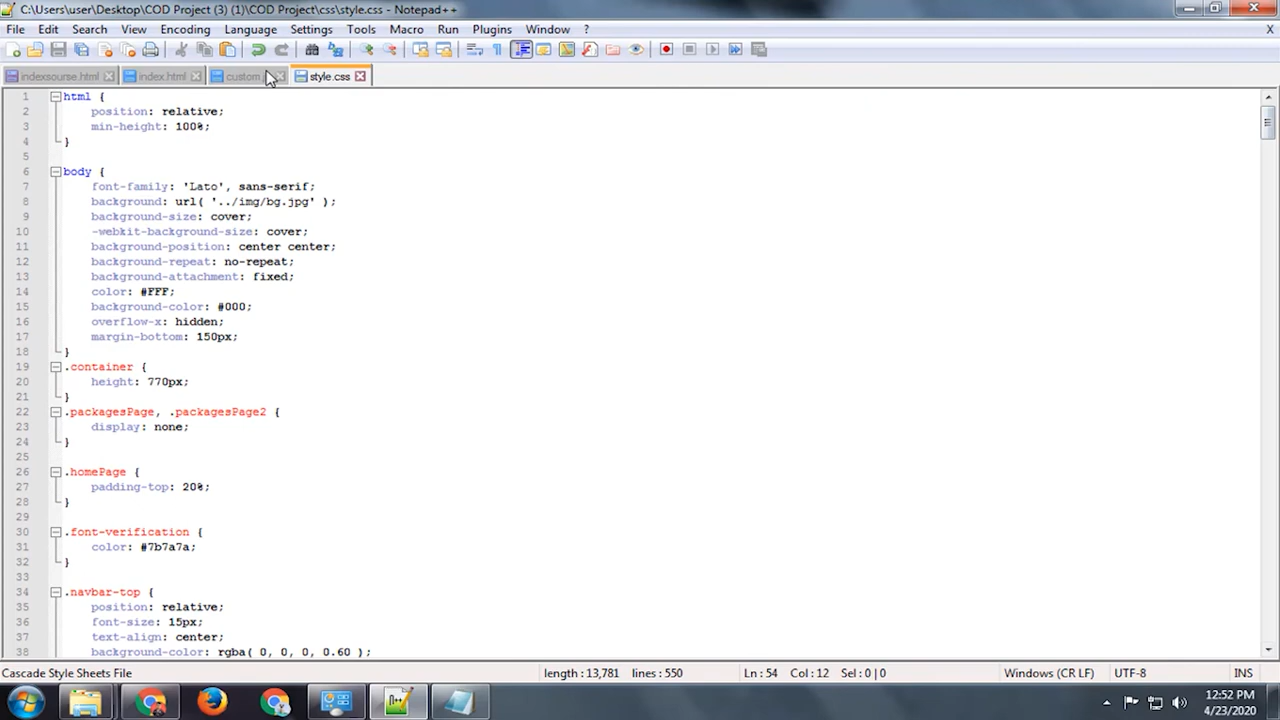 C:\Users\user\Desktop\COD Project (3) (1)\COD Project\css\style.css - Notepad++
File Edit Search View Encoding Language Settings Tools Macro Run Plugins Window ? X
indexsourse.html index.html custom style.css
1 html {
2 position: relative;
3 min-height: 100%;
4 }
5
6 body {
7 font-family: 'Lato', sans-serif;
8 background: url( '../img/bg.jpg' );
9 background-size: cover;
10 -webkit-background-size: cover;
11 background-position: center center;
12 background-repeat: no-repeat;
13 background-attachment: fixed;
14 color: #FFF;
15 background-color: #000;
16 overflow-x: hidden;
17 margin-bottom: 150px;
18 }
19 .container {
20 height: 770px;
21 }
22 .packagesPage, .packagesPage2 {
23 display: none;
24 }
25
26 .homePage {
27 padding-top: 20%;
28 }
29
30 .font-verification {
31 color: #7b7a7a;
32 }
33
34 .navbar-top {
35 position: relative;
36 font-size: 15px;
37 text-align: center;
38 background-color: rgba( 0, 0, 0, 0.60 );
Cascade Style Sheets File length : 13,781 lines : 550 Ln : 54 Col : 12 Sel : 0 | 0 Windows (CR LF) UTF-8 INS
12:52 PM
4/23/2020